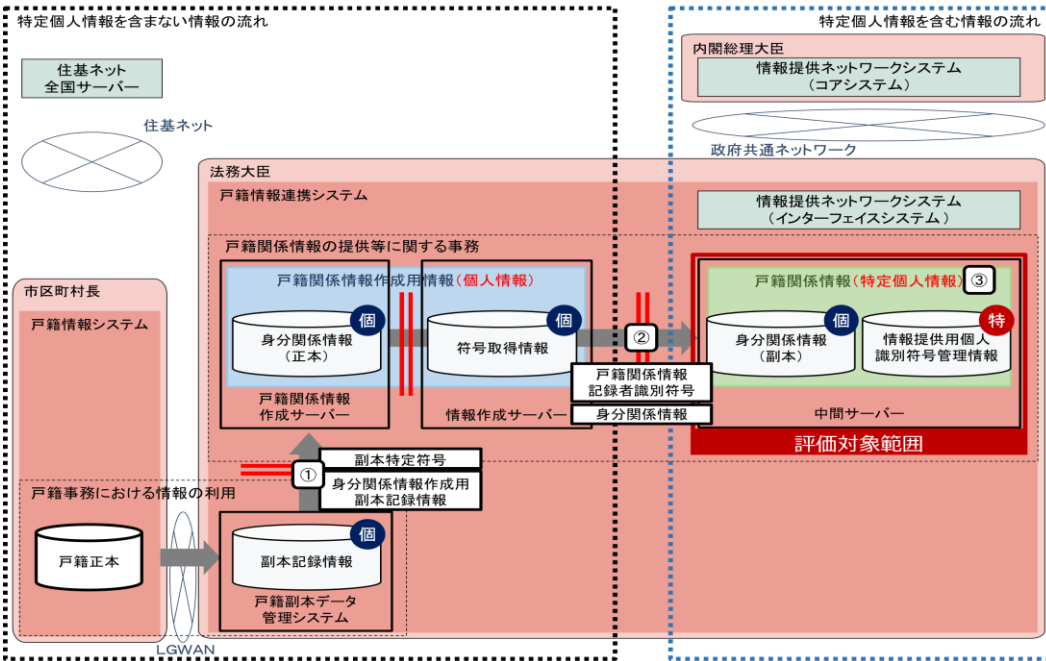 特定個人情報を含まない情報の流れ
特定個人情報を含む情報の流れ
住基ネット
全国サーバー
住基ネット
内閣総理大臣
情報提供ネットワークシステム
(コアシステム)
政府共通ネットワーク
法務大臣
戸籍情報連携システム
情報提供ネットワークシステム
(インターフェイスシステム)
戸籍関係情報の提供等に関する事務
戸籍関係情報作成用情報(個人情報)
個
身分関係情報
(正本)
戸籍関係情報
作成サーバー
個
符号取得情報
情報作成サーバー
②
戸籍関係情報
記録者識別符号
身分関係情報
戸籍関係情報(特定個人情報)
③
個
身分関係情報
(副本)
特
情報提供用個人
識別符号管理情報
中間サーバー
評価対象範囲
市区町村長
戸籍情報システム
①
副本特定符号
身分関係情報作成用
副本記録情報
戸籍事務における情報の利用
戸籍正本
個
副本記録情報
戸籍副本データ
管理システム
LGWAN